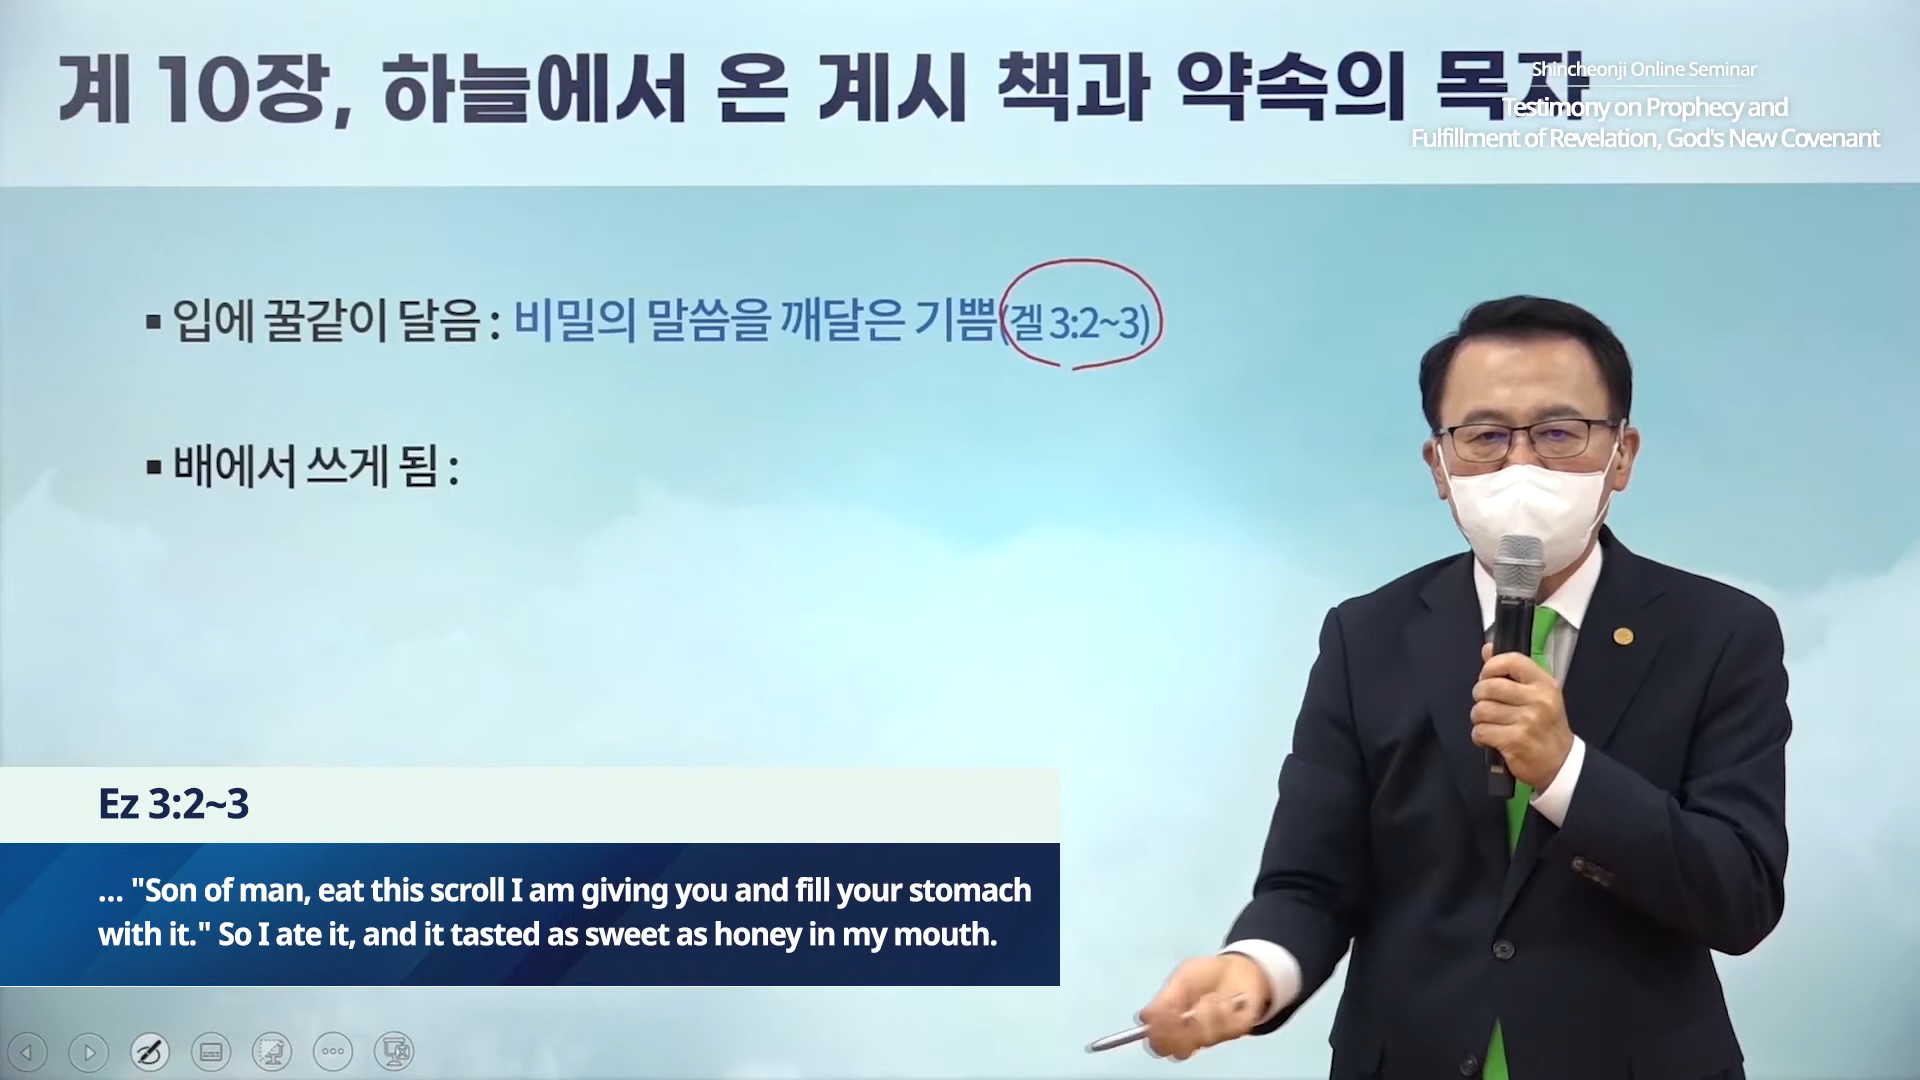 계 10장, 하늘에서 온 계시 책과 약속의 목자
Shincheonji Online Seminar
Testimony on Prophecy and
Fulfillment of Revelation, God's New Covenant
▪ 입에 꿀같이 달음 : 비밀의 말씀을 깨달은 기쁨(겔 3:2~3)
▪ 배에서 쓰게 됨 :
Ez 3:2~3
... "Son of man, eat this scroll I am giving you and fill your stomach
with it." So I ate it, and it tasted as sweet as honey in my mouth.